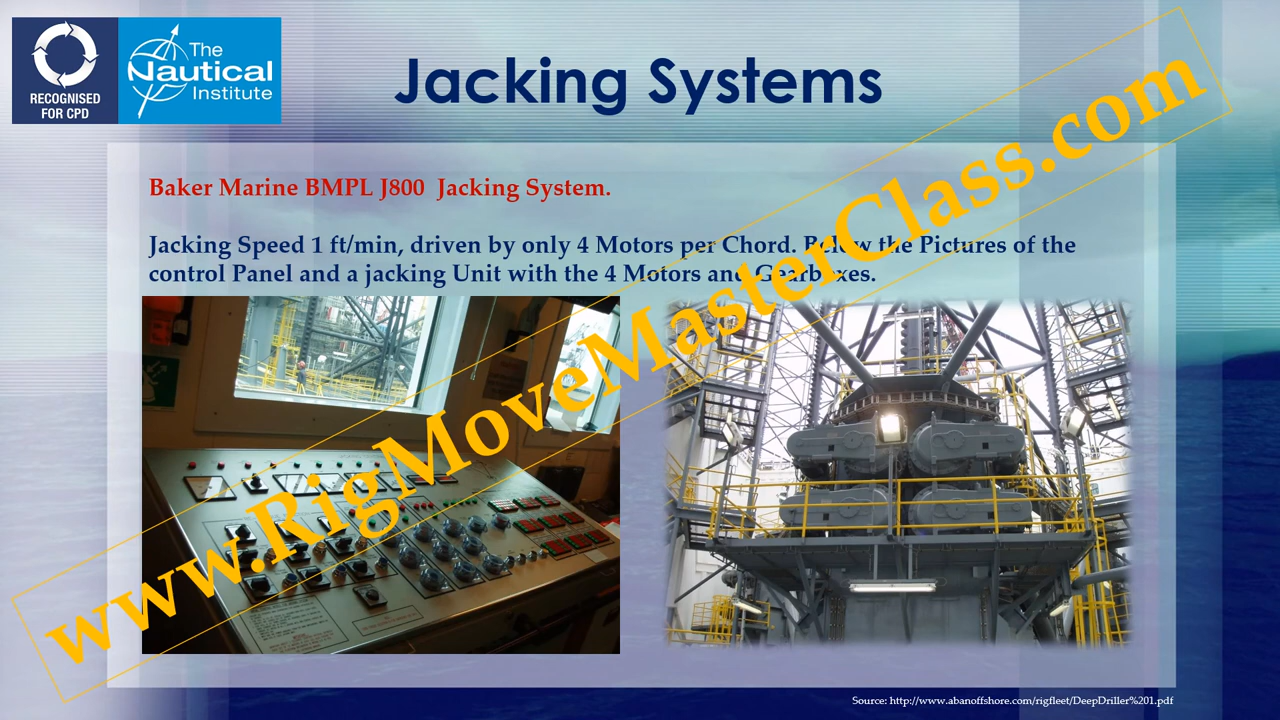 RECOGNISED
FOR CPD
The
Nautical
Institute
Jacking Systems
Baker Marine BMPL J800 Jacking System.
Jacking Speed 1 ft/min, driven by only 4 Motors per Chord. Below the Pictures of the
control Panel and a jacking Unit with the 4 Motors and Gearboxes.
www.RigMoveMasterClass.com
Source: http://www.abanoffshore.com/rigfleet/DeepDriller%201.pdf